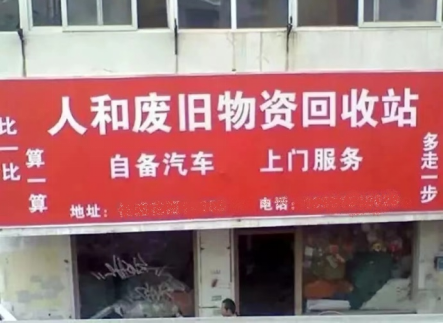 人和废旧物资回收站
比一比
算一算
自备汽车 上门服务
多走一步
地址:
电话: